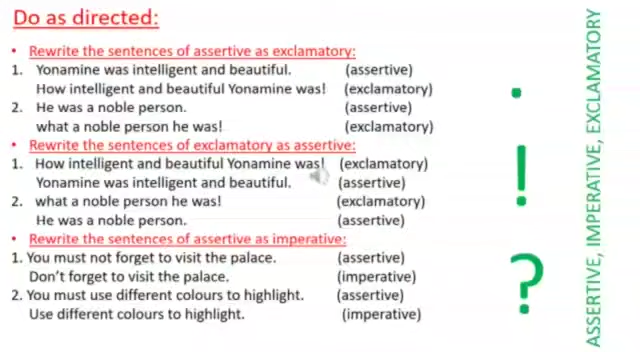 Do as directed:
• Rewrite the sentences of assertive as exclamatory:
1. Yonamine was intelligent and beautiful. (assertive)
How intelligent and beautiful Yonamine was! (exclamatory)
2. He was a noble person. (assertive)
what a noble person he was! (exclamatory)
• Rewrite the sentences of exclamatory as assertive:
1. How intelligent and beautiful Yonamine was! (exclamatory)
Yonamine was intelligent and beautiful. (assertive)
2. what a noble person he was! (exclamatory)
He was a noble person. (assertive)
• Rewrite the sentences of assertive as imperative:
1. You must not forget to visit the palace. (assertive)
Don't forget to visit the palace. (imperative)
2. You must use different colours to highlight. (assertive)
Use different colours to highlight. (imperative)
.
!
?
ASSERTIVE, IMPERATIVE, EXCLAMATORY